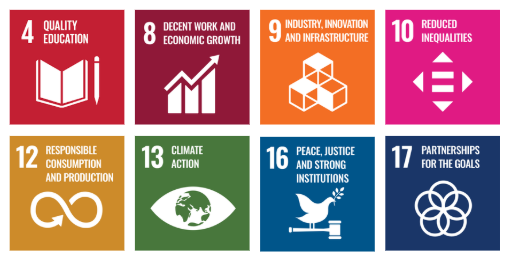 4 QUALITY
EDUCATION
8 DECENT WORK AND
ECONOMIC GROWTH
9 INDUSTRY, INNOVATION
AND INFRASTRUCTURE
10 REDUCED
INEQUALITIES
12 RESPONSIBLE
CONSUMPTION
AND PRODUCTION
13 CLIMATE
ACTION
16 PEACE, JUSTICE
AND STRONG
INSTITUTIONS
17 PARTNERSHIPS
FOR THE GOALS